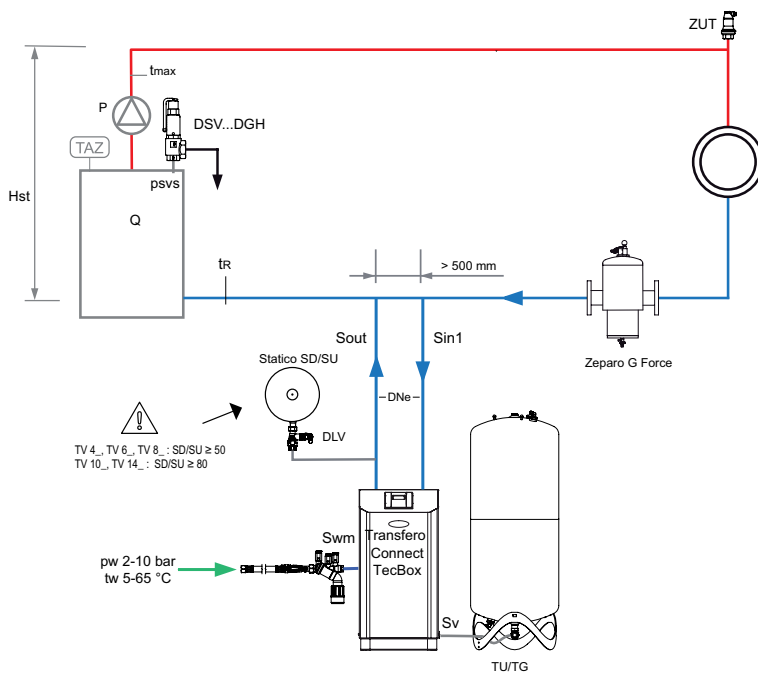 ZUT
tmax
P
DSV...DGH
TAZ
psvs
Hst
Q
tR
> 500 mm
Sout
Sin1
Zeparo G Force
Statico SD/SU
DNe
DLV
TV 4_, TV 6_, TV 8_ : SD/SU ≥ 50
TV 10_, TV 14_ : SD/SU ≥ 80
Swm
Transfero
Connect
TecBox
pw 2-10 bar
tw 5-65 °C
Sv
TU/TG